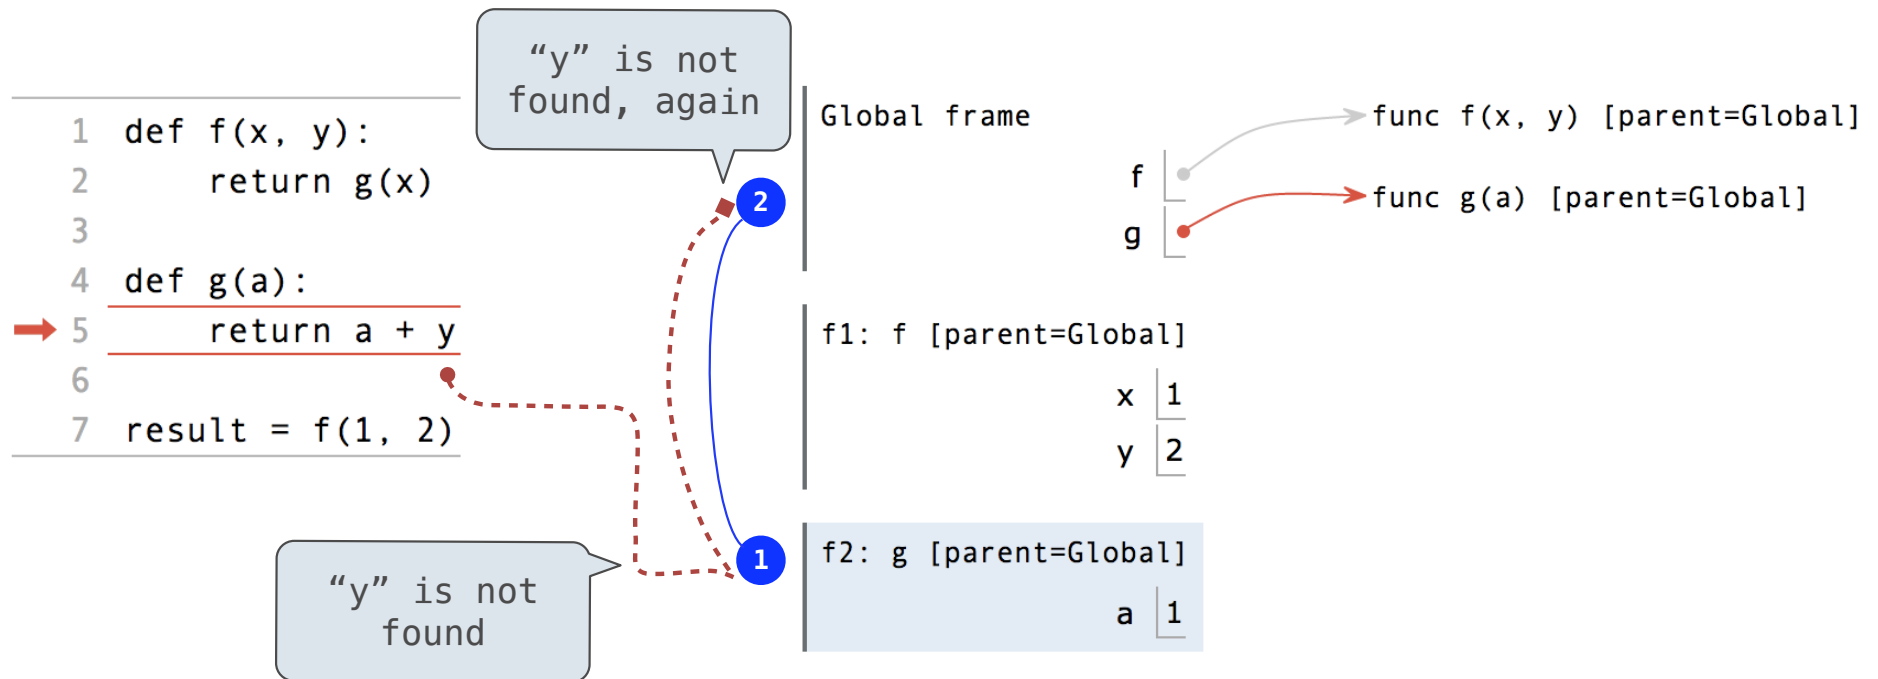 “y” is not
found, again
1 def f(x, y):
2     return g(x)
3
4 def g(a):
5     return a + y
6
7 result = f(1, 2)
“y” is not
found
2
1
Global frame
f
g
func f(x, y) [parent=Global]
func g(a) [parent=Global]
f1: f [parent=Global]
x 1
y 2
f2: g [parent=Global]
a 1